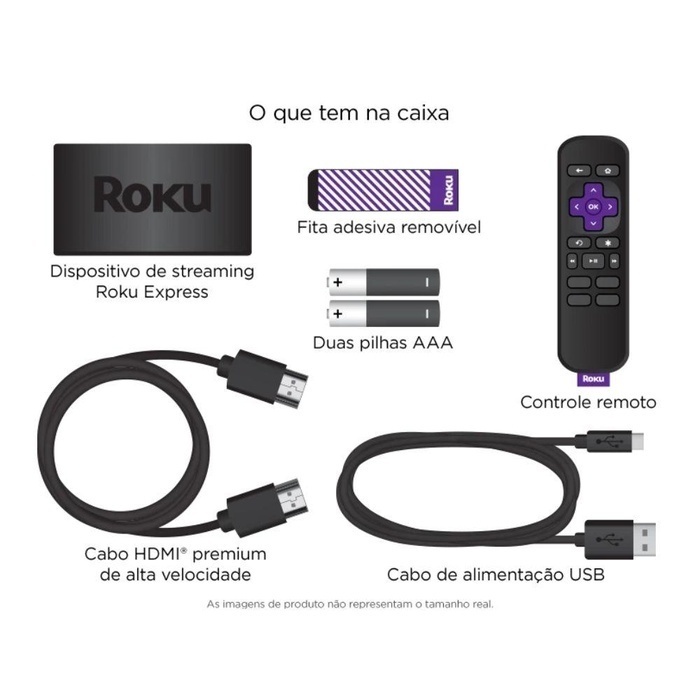 O que tem na caixa
ROKU
Dispositivo de streaming
Roku Express
ROKU
Fita adesiva removível
+ −
+ −
Duas pilhas AAA
OK
ROKU
Controle remoto
Cabo HDMI® premium
de alta velocidade
Cabo de alimentação USB
As imagens de produto não representam o tamanho real.